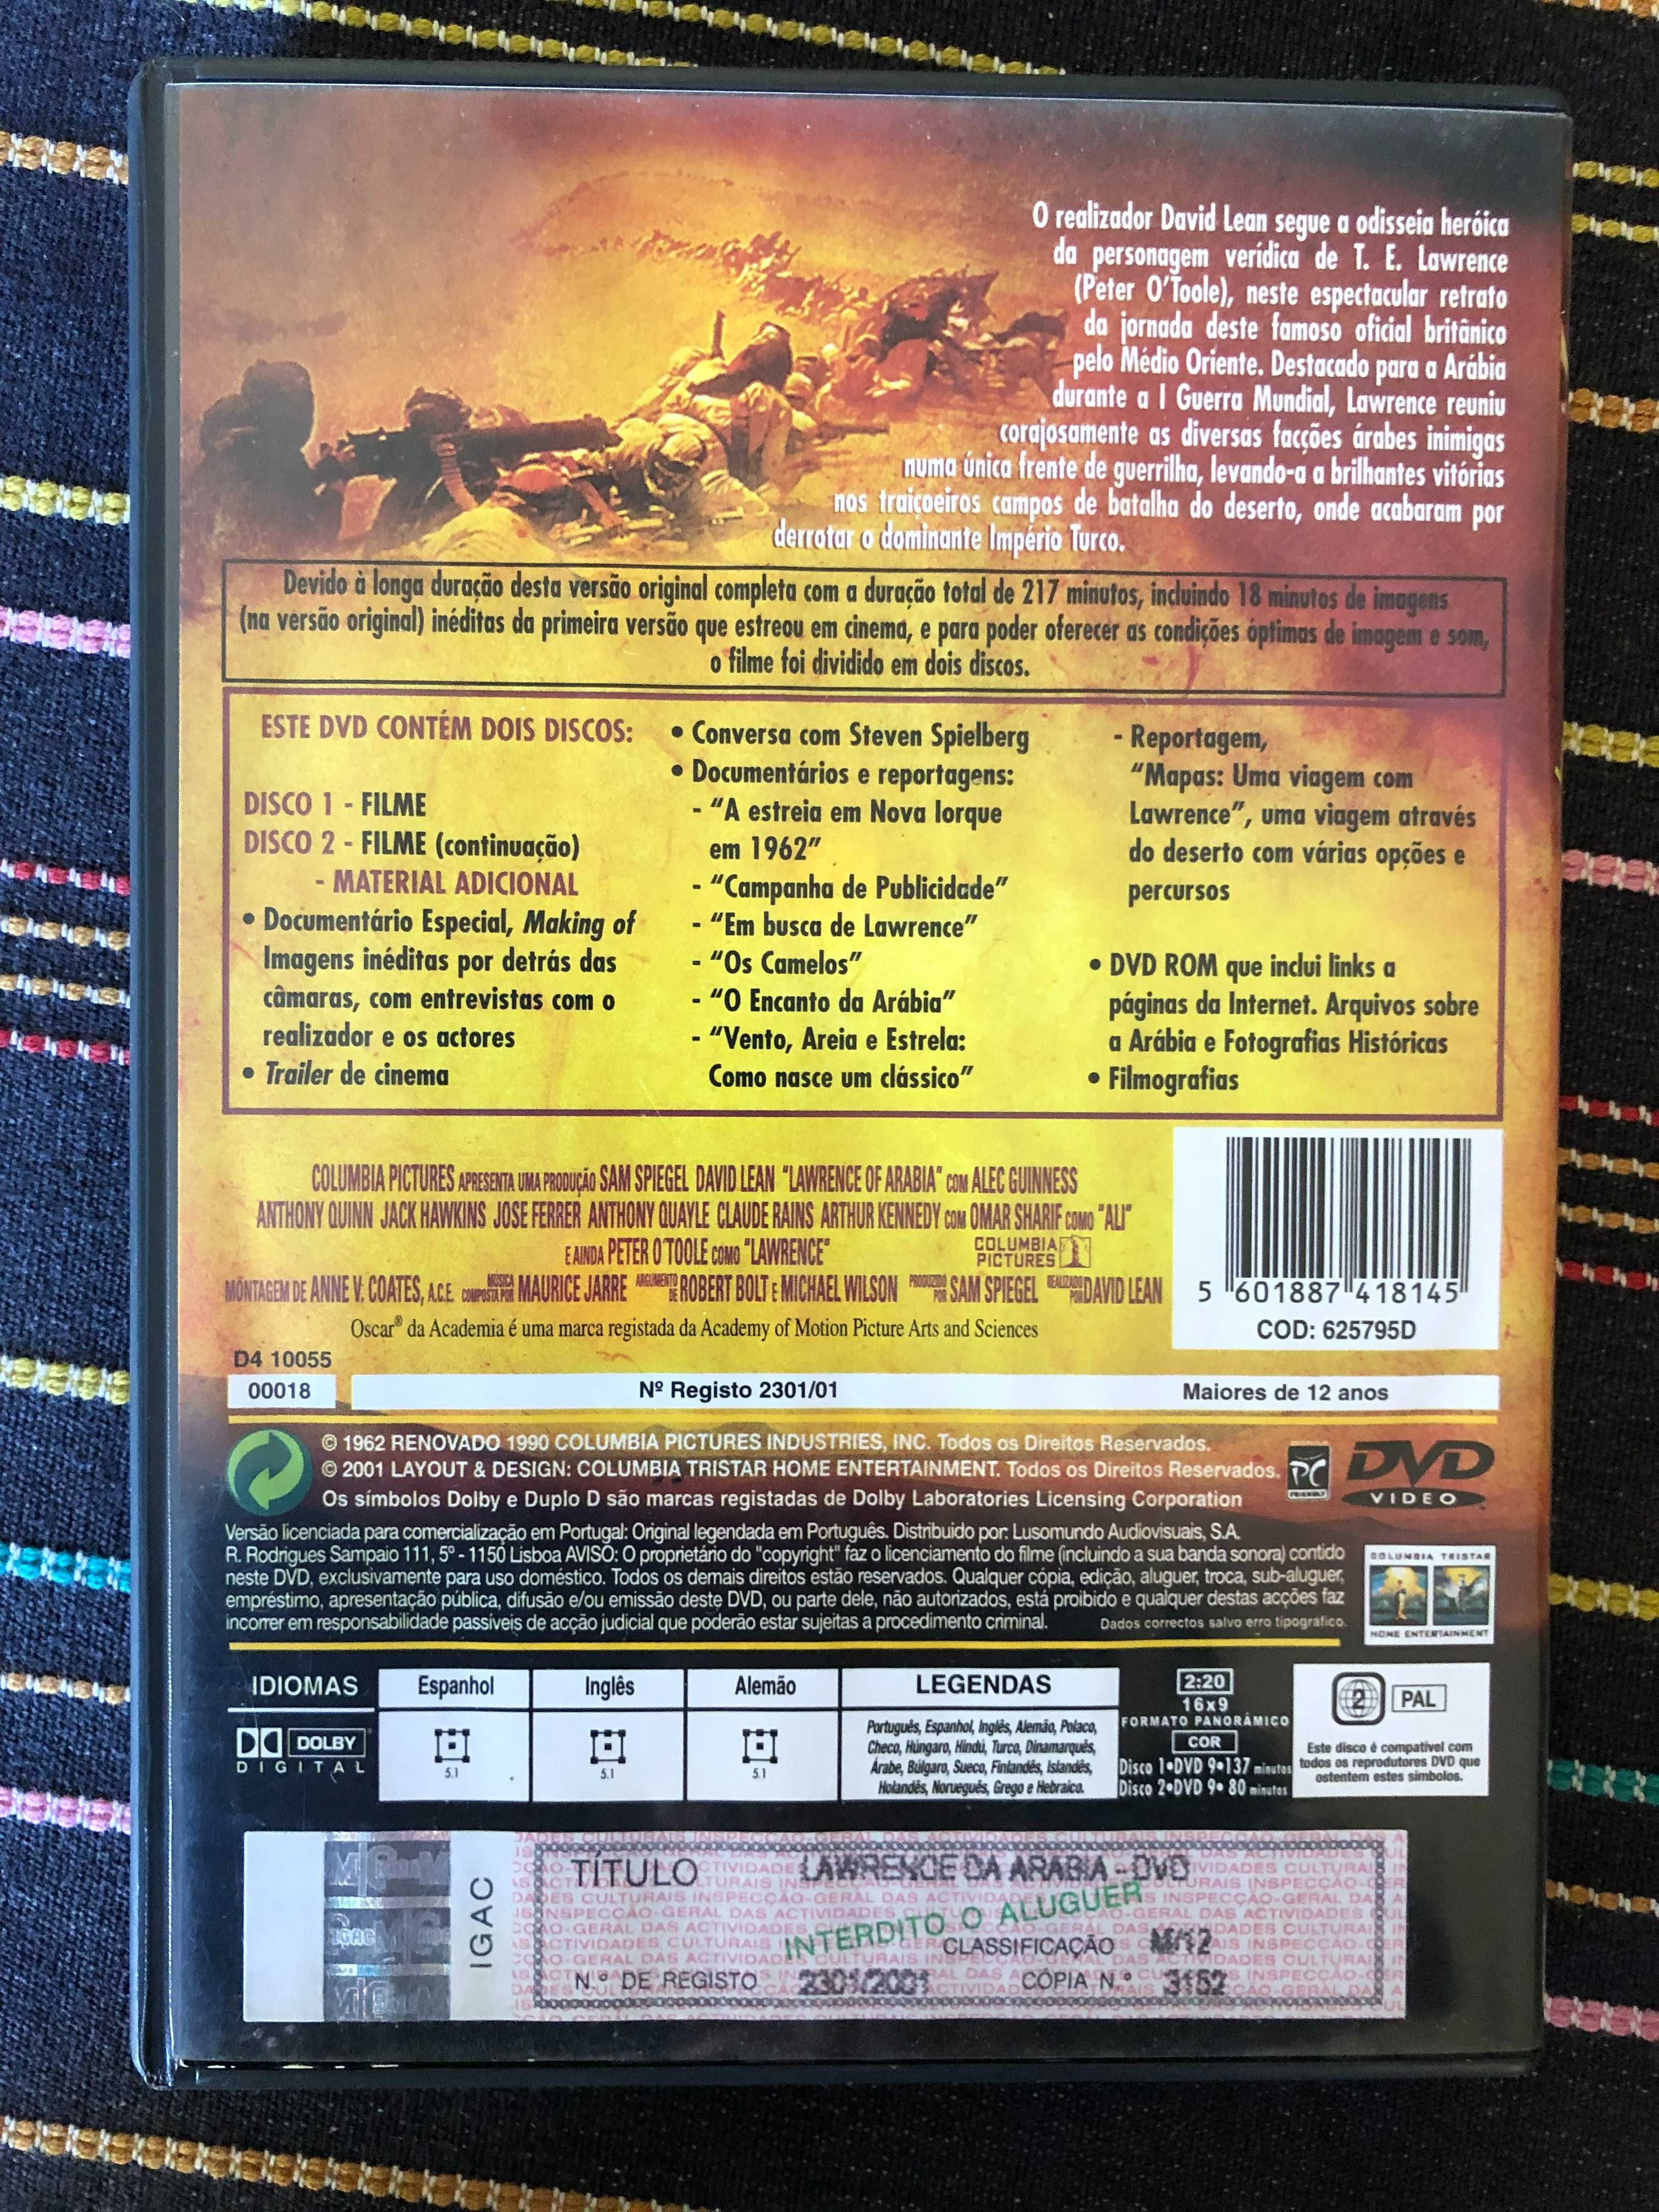 O realizador David Lean segue a odisseia heróica
da personagem verídica de T. E. Lawrence
(Peter O'Toole), neste espectacular retrato
da jornada deste famoso oficial britânico
pelo Médio Oriente. Destacado para a Arábia
durante a I Guerra Mundial, Lawrence reuniu
corajosamente as diversas facções árabes inimigas
numa única frente de guerrilha, levando-a a brilhantes vitórias
nos traiçoeiros campos de batalha do deserto, onde acabaram por
derrotar o dominante Império Turco.
Devido à longa duração desta versão original completa com a duração total de 217 minutos, incluindo 18 minutos de imagens
(na versão original) inéditas da primeira versão que estreou em cinema, e para poder oferecer as condições óptimas de imagem e som,
o filme foi dividido em dois discos.
ESTE DVD CONTÉM DOIS DISCOS:
DISCO 1 - FILME
DISCO 2 - FILME (continuação)
- MATERIAL ADICIONAL
• Documentário Especial, Making of
Imagens inéditas por detrás das
câmaras, com entrevistas com o
realizador e os actores
• Trailer de cinema
• Conversa com Steven Spielberg
• Documentários e reportagens:
- "A estreia em Nova Iorque
em 1962"
- "Campanha de Publicidade"
- "Em busca de Lawrence"
- "Os Camelos"
- "O Encanto da Arábia"
- "Vento, Areia e Estrela:
Como nasce um clássico"
- Reportagem,
"Mapas: Uma viagem com
Lawrence", uma viagem através
do deserto com várias opções e
percursos
• DVD ROM que inclui links a
páginas da Internet. Arquivos sobre
a Arábia e Fotografias Históricas
• Filmografias
COLUMBIA PICTURES APRESENTA UMA PRODUÇÃO SAM SPIEGEL DAVID LEAN "LAWRENCE OF ARABIA" COM ALEC GUINNESS
ANTHONY QUINN JACK HAWKINS JOSE FERRER ANTHONY QUAYLE CLAUDE RAINS ARTHUR KENNEDY COM OMAR SHARIF COMO "ALI"
E AINDA PETER O'TOOLE COMO "LAWRENCE"
COLUMBIA
PICTURES
MONTAGEM DE ANNE V. COATES, A.C.E. MÚSICA COMPOSTA POR MAURICE JARRE ARGUMENTO DE ROBERT BOLT E MICHAEL WILSON PRODUZIDO POR SAM SPIEGEL REALIZADO POR DAVID LEAN
Oscar® da Academia é uma marca registada da Academy of Motion Picture Arts and Sciences
5 601887 418145
COD: 625795D
D4 10055
00018
Nº Registo 2301/01
Maiores de 12 anos
© 1962 RENOVADO 1990 COLUMBIA PICTURES INDUSTRIES, INC. Todos os Direitos Reservados.
© 2001 LAYOUT & DESIGN: COLUMBIA TRISTAR HOME ENTERTAINMENT. Todos os Direitos Reservados.
Os símbolos Dolby e Duplo D são marcas registadas de Dolby Laboratories Licensing Corporation
PC
DVD
VIDEO
Versão licenciada para comercialização em Portugal: Original legendada em Português. Distribuido por: Lusomundo Audiovisuais, S.A.
R. Rodrigues Sampaio 111, 5º - 1150 Lisboa AVISO: O proprietário do "copyright" faz o licenciamento do filme (incluindo a sua banda sonora) contido
neste DVD, exclusivamente para uso doméstico. Todos os demais direitos estão reservados. Qualquer cópia, edição, aluguer, troca, sub-aluguer,
empréstimo, apresentação pública, difusão e/ou emissão deste DVD, ou parte dele, não autorizados, está proibido e qualquer destas acções faz
incorrer em responsabilidade passíveis de acção judicial que poderão estar sujeitas a procedimento criminal. Dados correctos salvo erro tipográfico.
COLUMBIA TRISTAR
HOME ENTERTAINMENT
IDIOMAS
DOLBY
DIGITAL
Espanhol
5.1
Inglês
5.1
Alemão
5.1
LEGENDAS
Português, Espanhol, Inglês, Alemão, Polaco,
Checo, Húngaro, Hindú, Turco, Dinamarquês,
Árabe, Búlgaro, Sueco, Finlandês, Islandês,
Holandês, Norueguês, Grego e Hebraico.
2:20
16x9
FORMATO PANORÂMICO
COR
Disco 1•DVD 9•137 minutos
Disco 2•DVD 9• 80 minutos
2
PAL
Este disco é compatível com
todos os reprodutores DVD que
ostentem estes símbolos.
IGAC
TÍTULO LAWRENCE DA ARABIA - DVD
INTERDITO O ALUGUER
CLASSIFICAÇÃO M/12
N.º DE REGISTO 2301/2001 CÓPIA N.º 3152